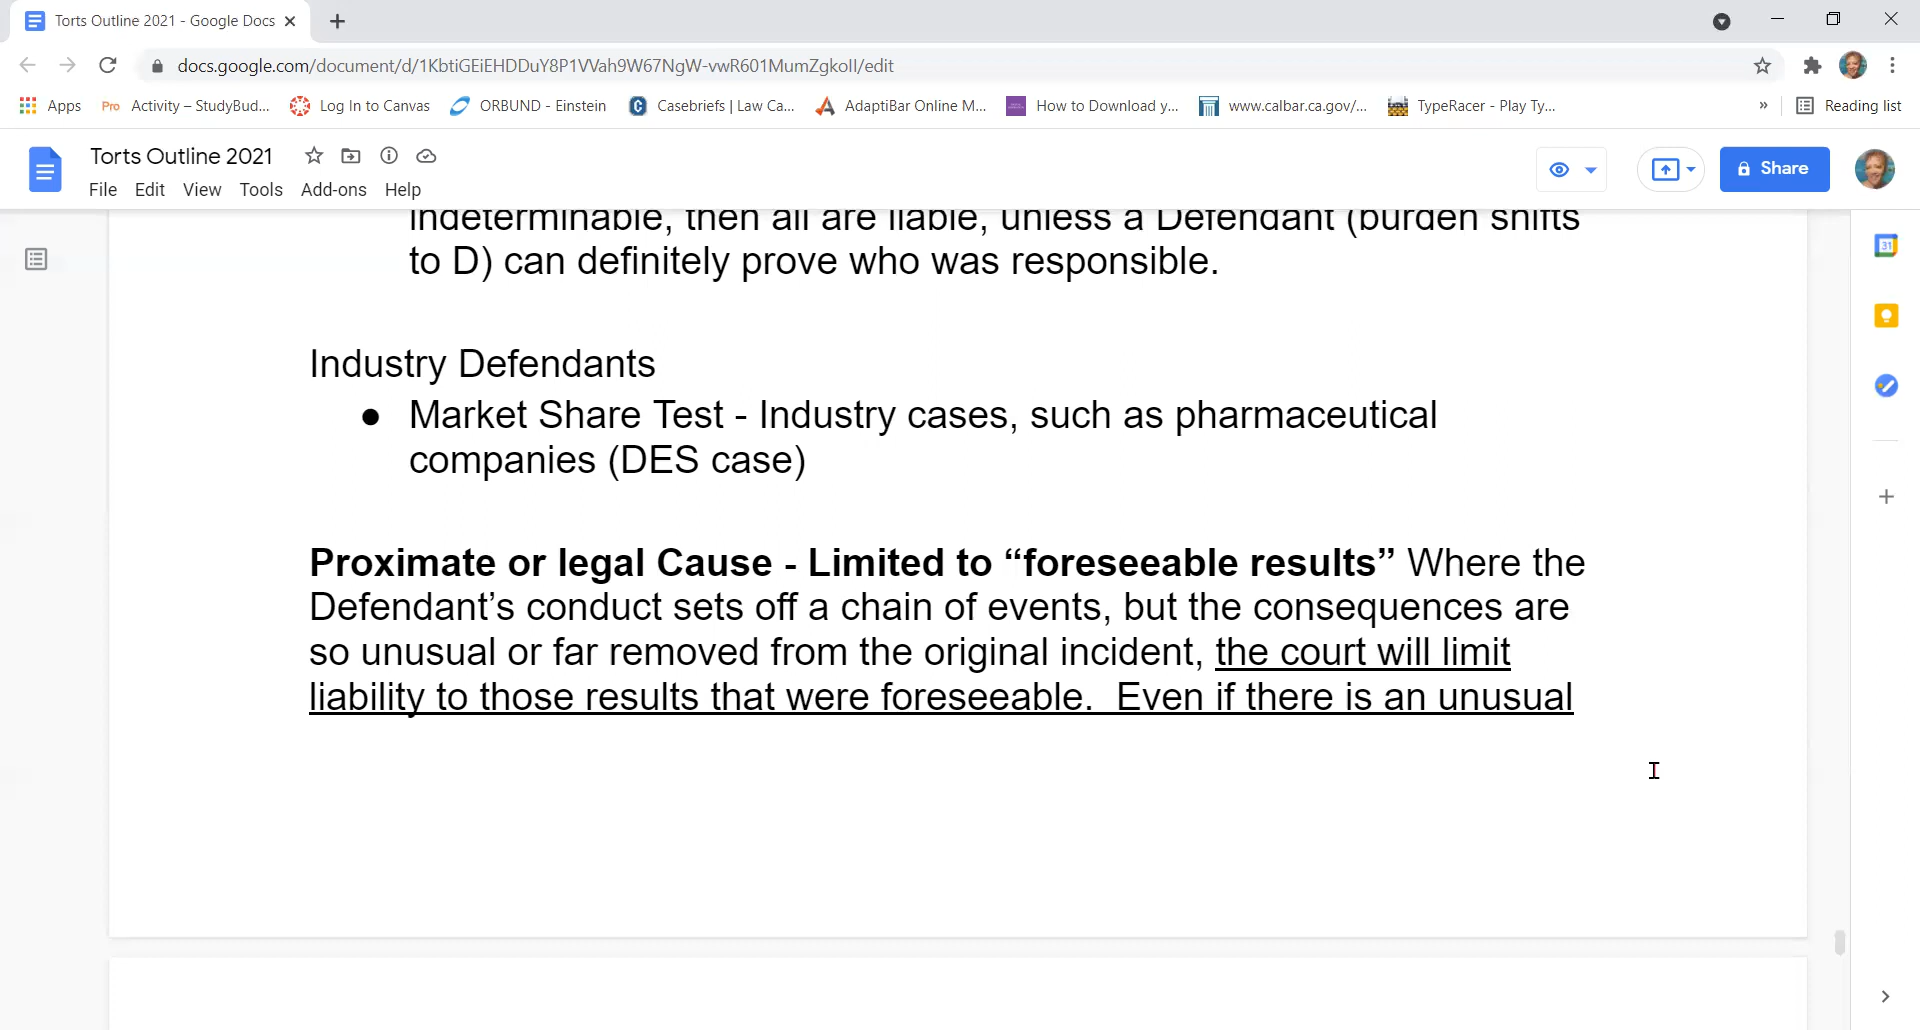 Torts Outline 2021 - Google Docs
docs.google.com/document/d/1KbtiGEiEHDDuY8P1VVah9W67NgW-vwR601MumZgkoII/edit
Apps Pro Activity – StudyBud... Log In to Canvas ORBUND - Einstein Casebriefs | Law Ca... AdaptiBar Online M... How to Download y... www.calbar.ca.gov/... TypeRacer - Play Ty... » Reading list
Torts Outline 2021
File Edit View Tools Add-ons Help
Share
indeterminable, then all are liable, unless a Defendant (burden shifts
to D) can definitely prove who was responsible.
Industry Defendants
● Market Share Test - Industry cases, such as pharmaceutical
companies (DES case)
Proximate or legal Cause - Limited to “foreseeable results” Where the
Defendant’s conduct sets off a chain of events, but the consequences are
so unusual or far removed from the original incident, the court will limit
liability to those results that were foreseeable. Even if there is an unusual
31